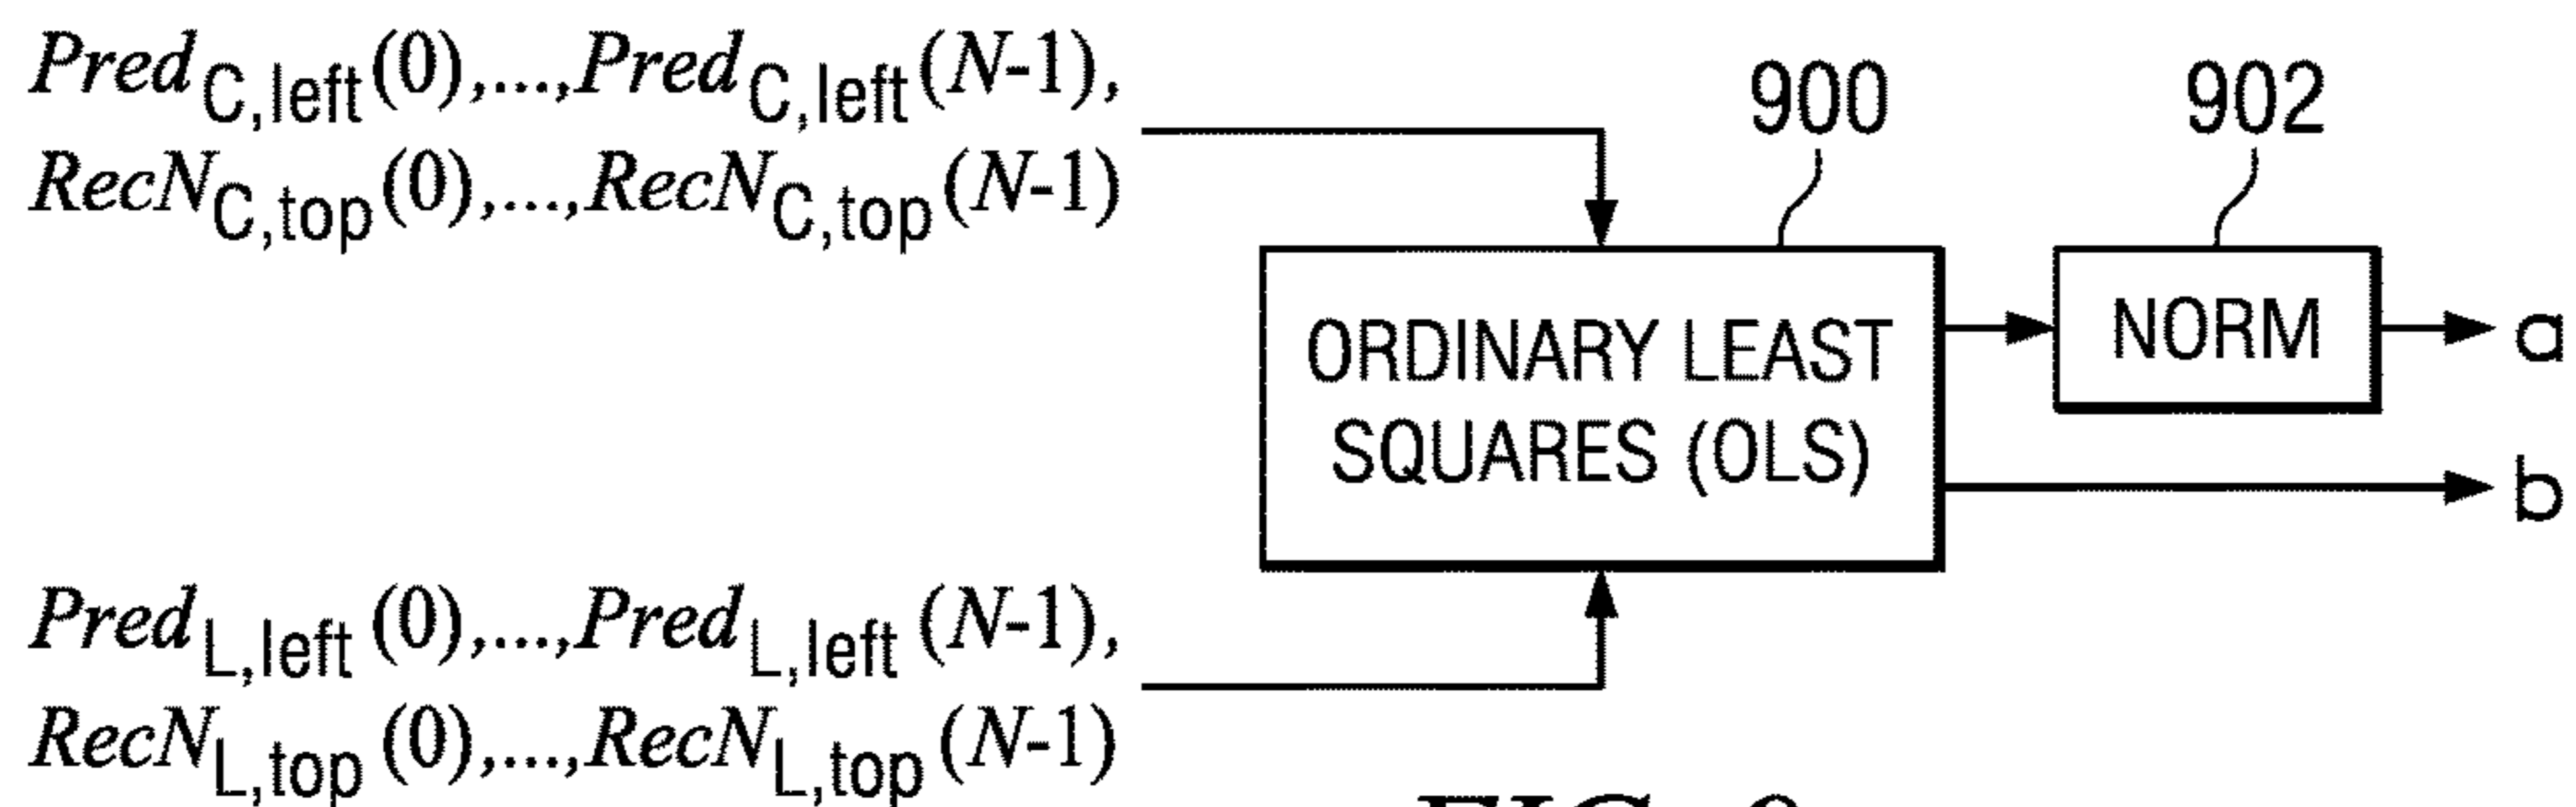 Pred C,left (0),...,Pred C,left (N-1),
RecN C,top (0),...,RecN C,top (N-1)
900
902
ORDINARY LEAST
SQUARES (OLS)
NORM
a
b
Pred L,left (0),...,Pred L,left (N-1),
RecN L,top (0),...,RecN L,top (N-1)